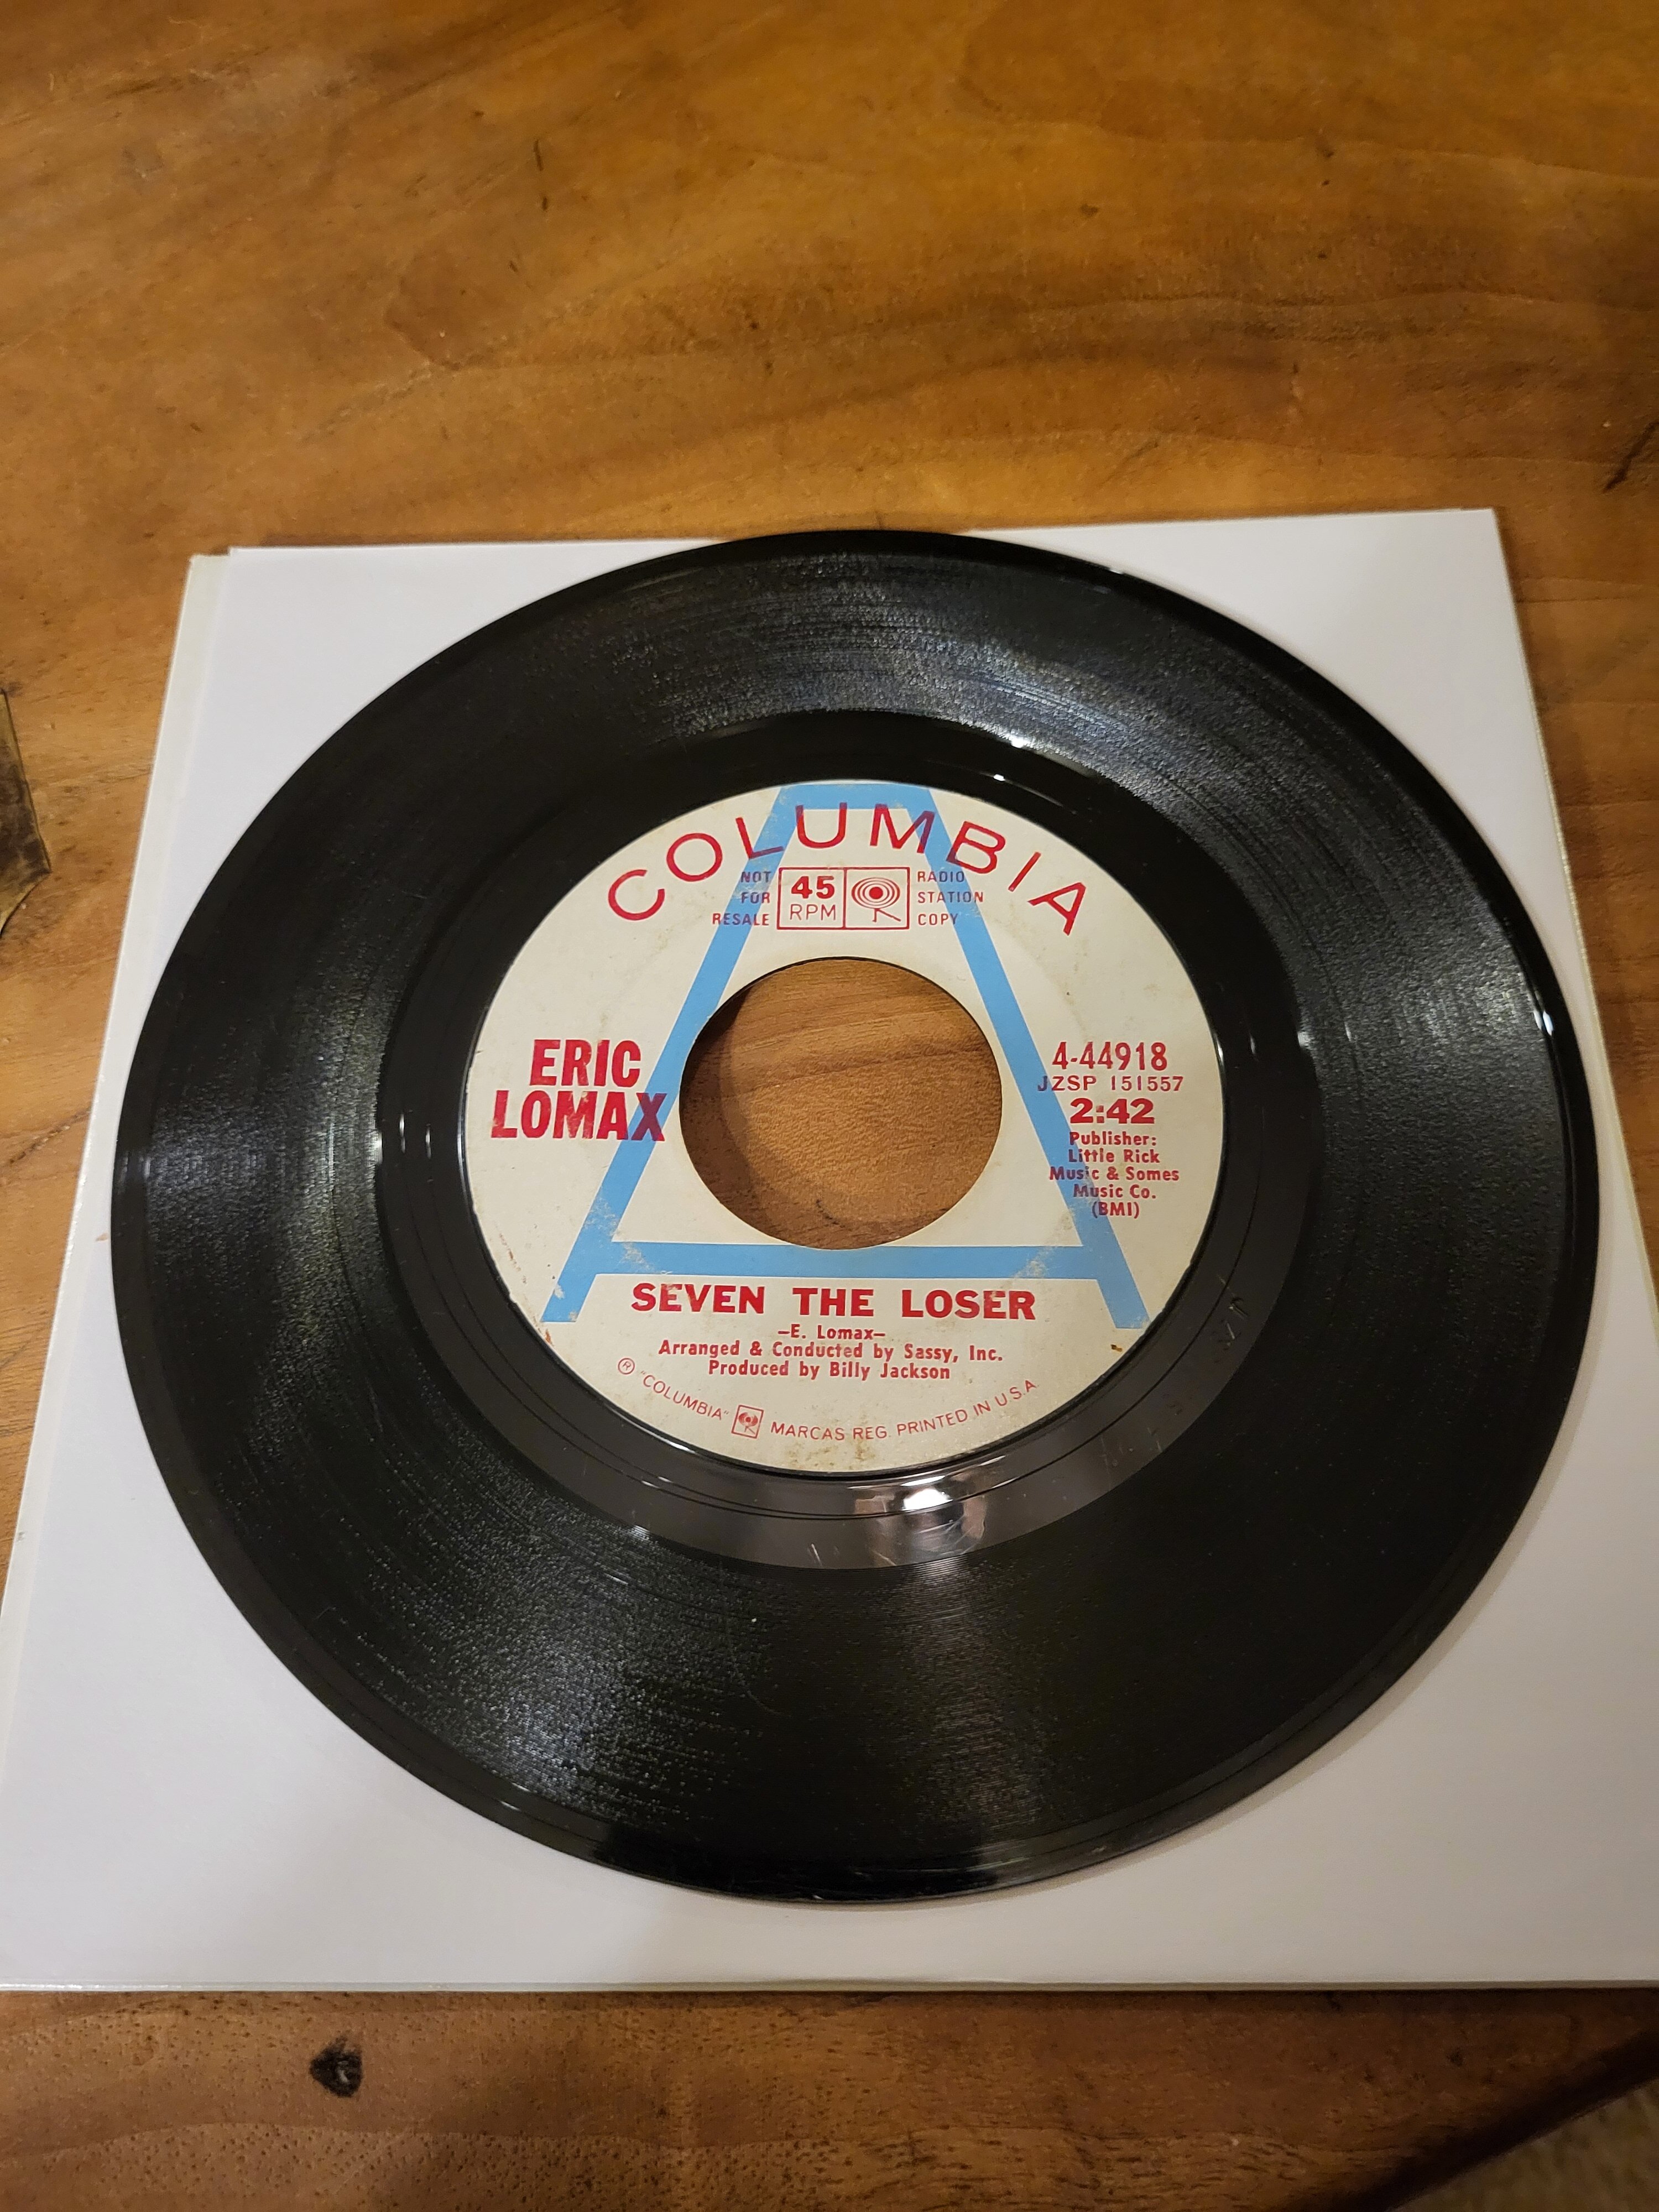 COLUMBIA
NOT
FOR
RESALE
45
RPM
RADIO
STATION
COPY
ERIC
LOMAX
4-44918
JZSP 151557
2:42
Publisher:
Little Rick
Music & Somes
Music Co.
(BMI)
SEVEN THE LOSER
—E. Lomax—
Arranged & Conducted by Sassy, Inc.
Produced by Billy Jackson
Ⓡ "COLUMBIA" MARCAS REG. PRINTED IN U.S.A